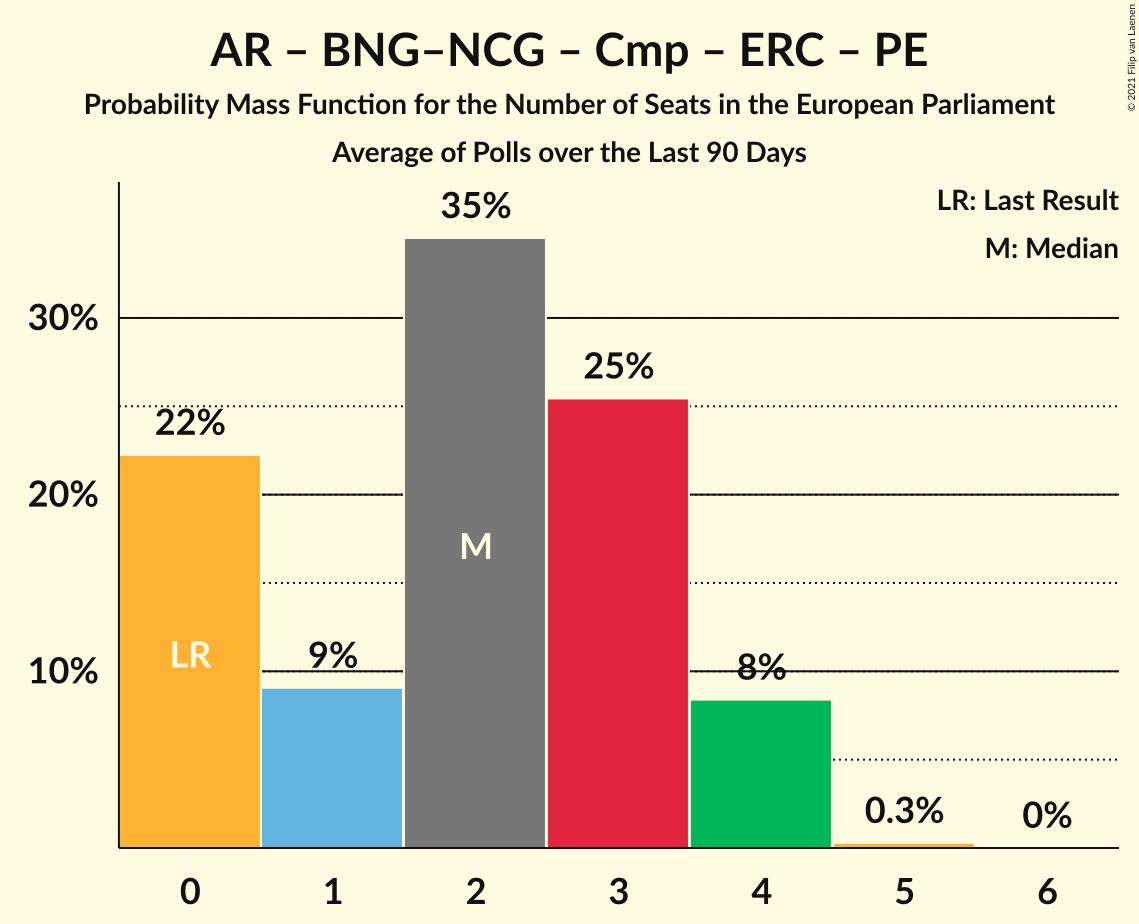 AR – BNG–NCG – Cmp – ERC – PE
Probability Mass Function for the Number of Seats in the European Parliament
Average of Polls over the Last 90 Days
© 2021 Filip van Laenen
LR: Last Result
M: Median
35%
30%
25%
22%
20%
M
LR
9%
10%
8%
0.3%
0%
0 1 2 3 4 5 6